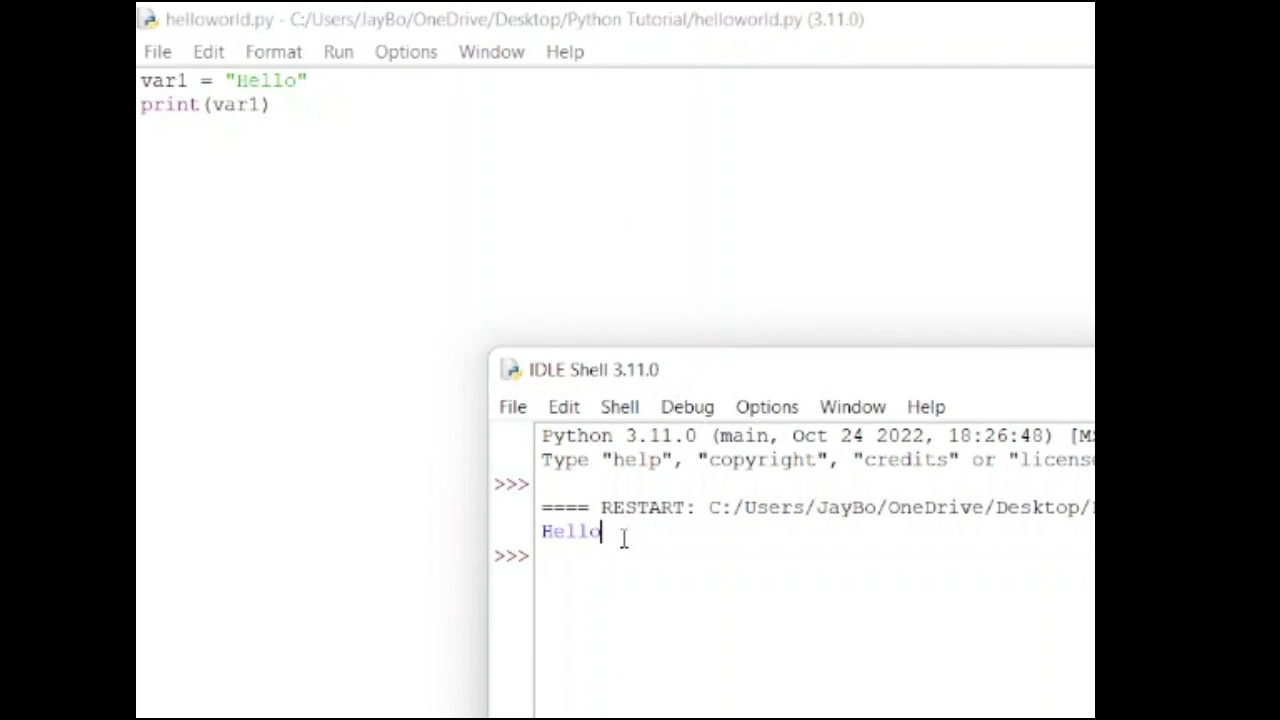 helloworld.py - C:/Users/JayBo/OneDrive/Desktop/Python Tutorial/helloworld.py (3.11.0)
File Edit Format Run Options Window Help
var1 = "Hello"
print(var1)
IDLE Shell 3.11.0
File Edit Shell Debug Options Window Help
Python 3.11.0 (main, Oct 24 2022, 18:26:48) [MS
Type "help", "copyright", "credits" or "license
>>>
==== RESTART: C:/Users/JayBo/OneDrive/Desktop/
Hello
>>>